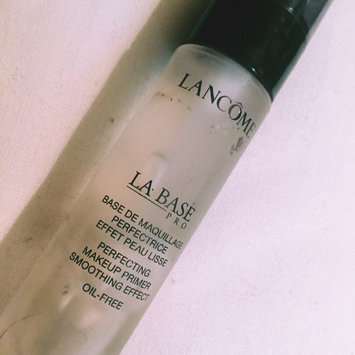 LANCÔME
LA BASE
PRO
BASE DE MAQUILLAGE
PERFECTRICE
EFFET PEAU LISSE
PERFECTING
MAKEUP PRIMER
SMOOTHING EFFECT
OIL-FREE